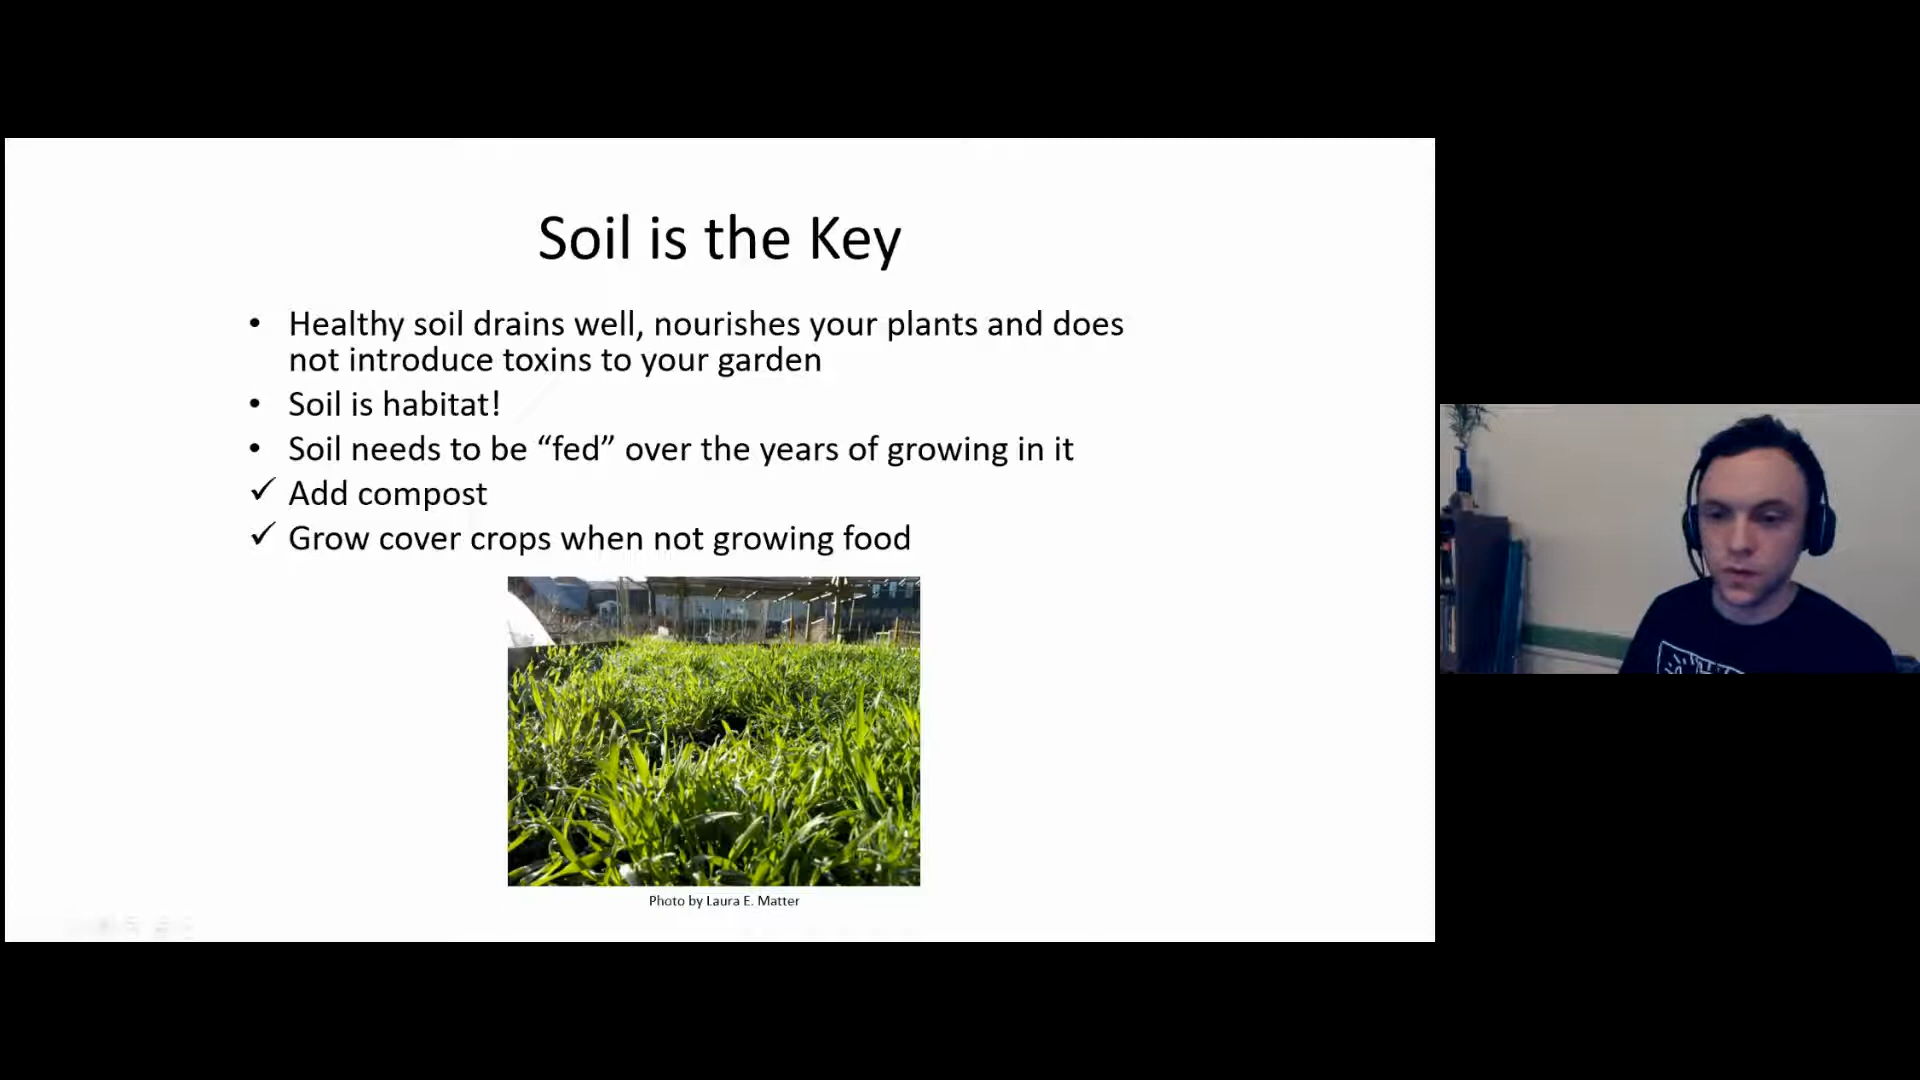 Soil is the Key
• Healthy soil drains well, nourishes your plants and does
not introduce toxins to your garden
• Soil is habitat!
• Soil needs to be “fed” over the years of growing in it
✓ Add compost
✓ Grow cover crops when not growing food
Photo by Laura E. Matter